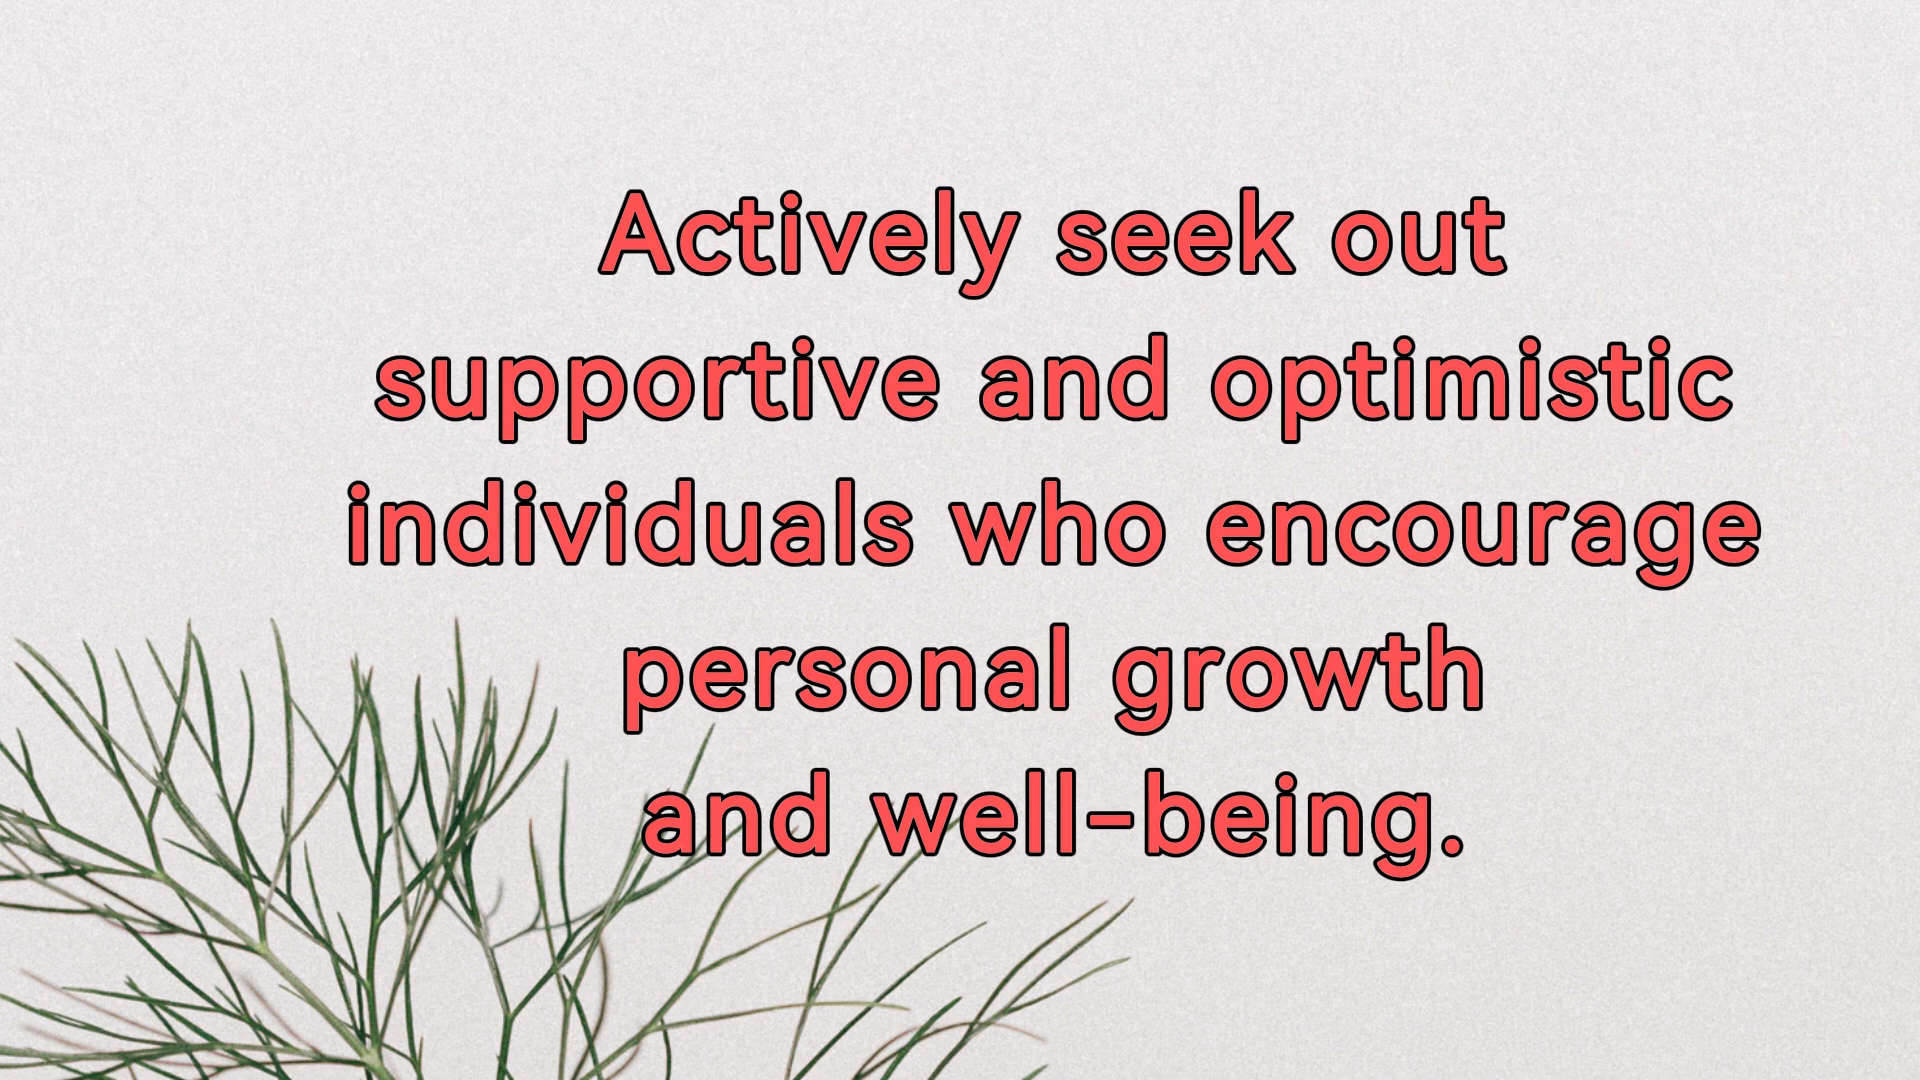 Actively seek out
supportive and optimistic
individuals who encourage
personal growth
and well-being.